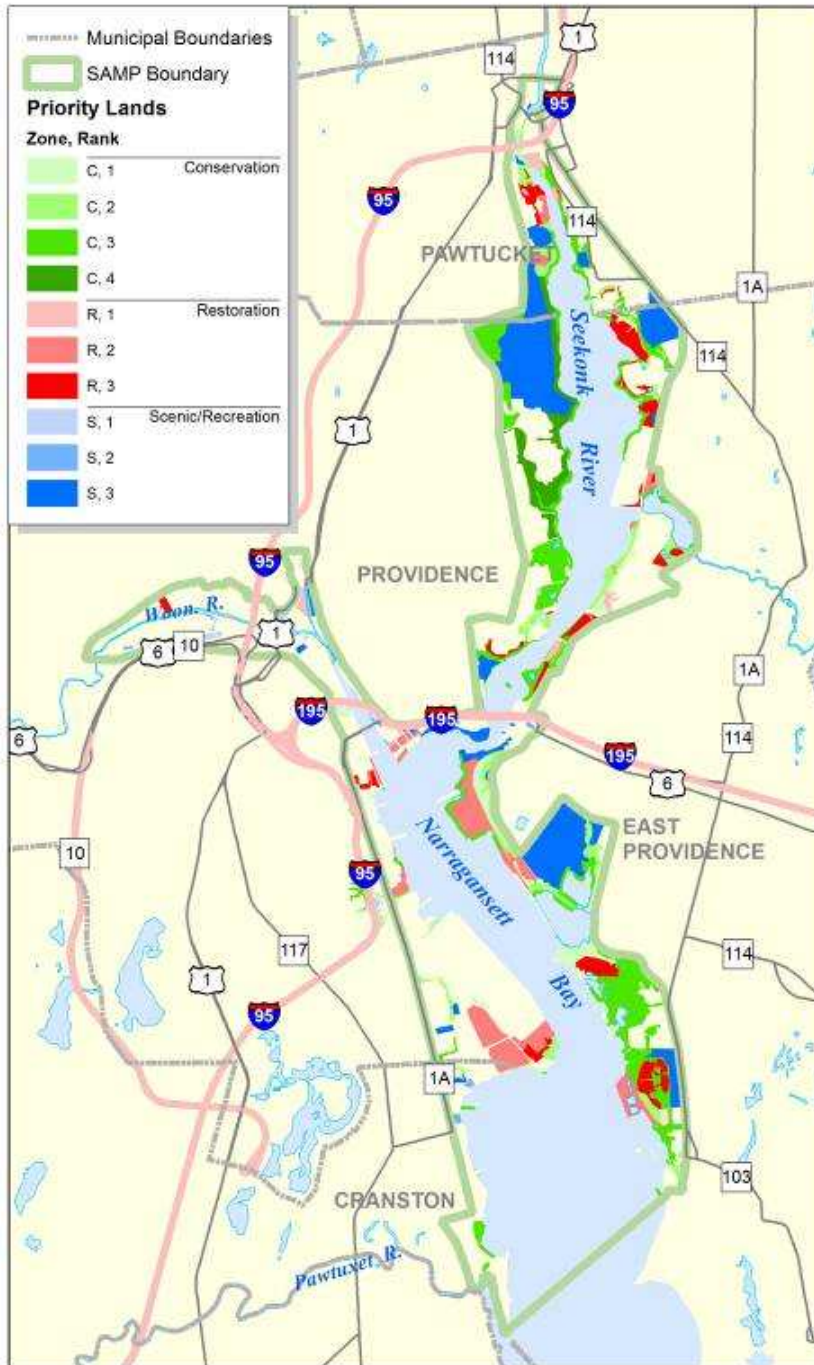 Municipal Boundaries
SAMP Boundary
Priority Lands
Zone, Rank
C, 1 Conservation
C, 2
C, 3
C, 4
R, 1 Restoration
R, 2
R, 3
S, 1 Scenic/Recreation
S, 2
S, 3
1
114
95
95
114
PAWTUCKET
1A
114
Seekonk
River
1
95
PROVIDENCE
Woon. R.
1
6
10
1A
195
195
114
6
195
6
EAST
PROVIDENCE
10
Narragansett
Bay
95
117
114
1
95
1A
103
CRANSTON
Pawtuxet R.